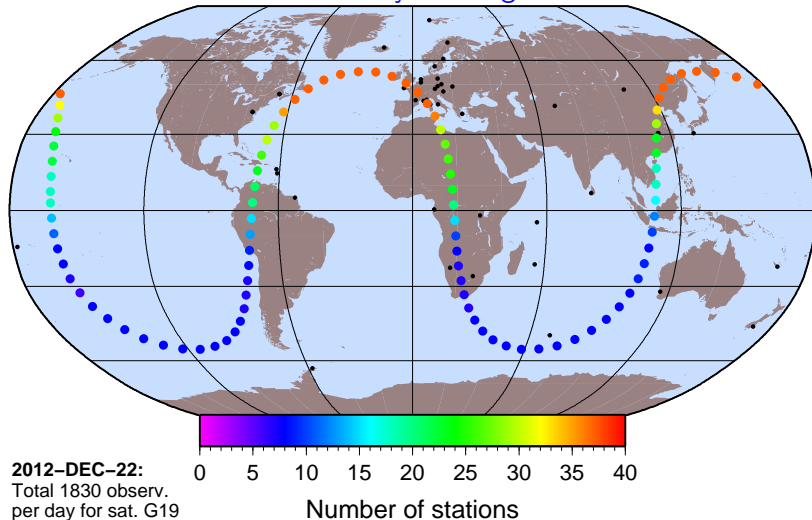 0 5 10 15 20 25 30 35 40
2012–DEC–22:
Total 1830 observ.
per day for sat. G19
Number of stations